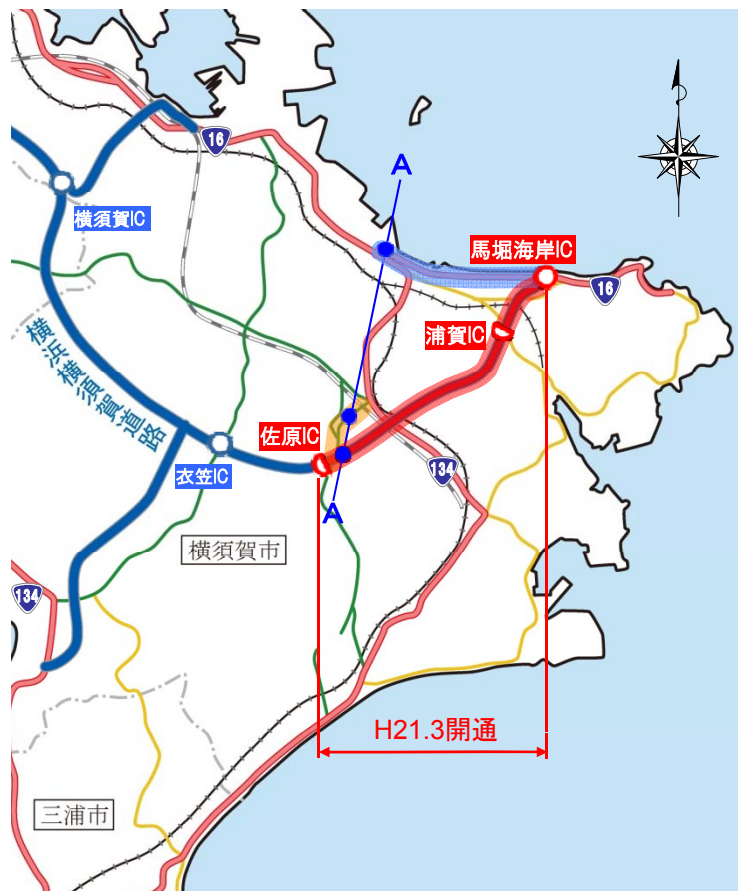 16
A
横須賀IC
馬堀海岸IC
16
浦賀IC
横浜横須賀道路
佐原IC
衣笠IC
134
A
横須賀市
134
H21.3開通
三浦市